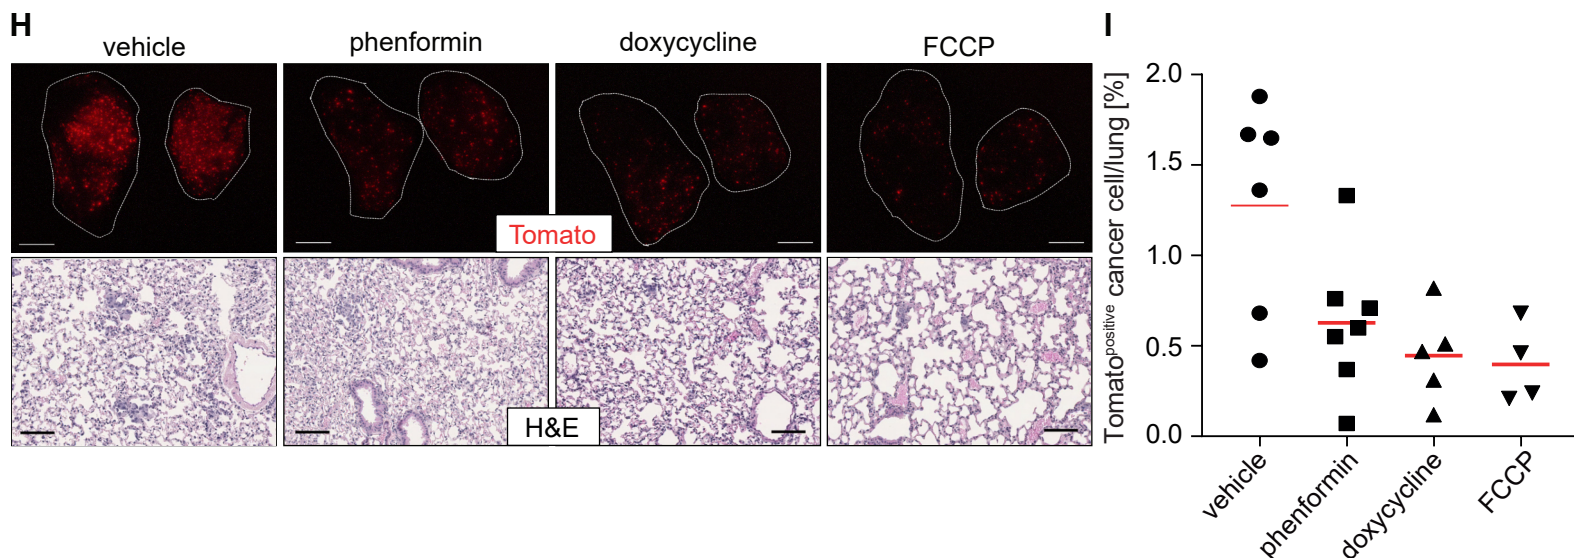 H
vehicle
phenformin
doxycycline
FCCP
Tomato
H&E
I
Tomatopositive cancer cell/lung [%]
2.0
1.5
1.0
0.5
0.0
vehicle
phenformin
doxycycline
FCCP